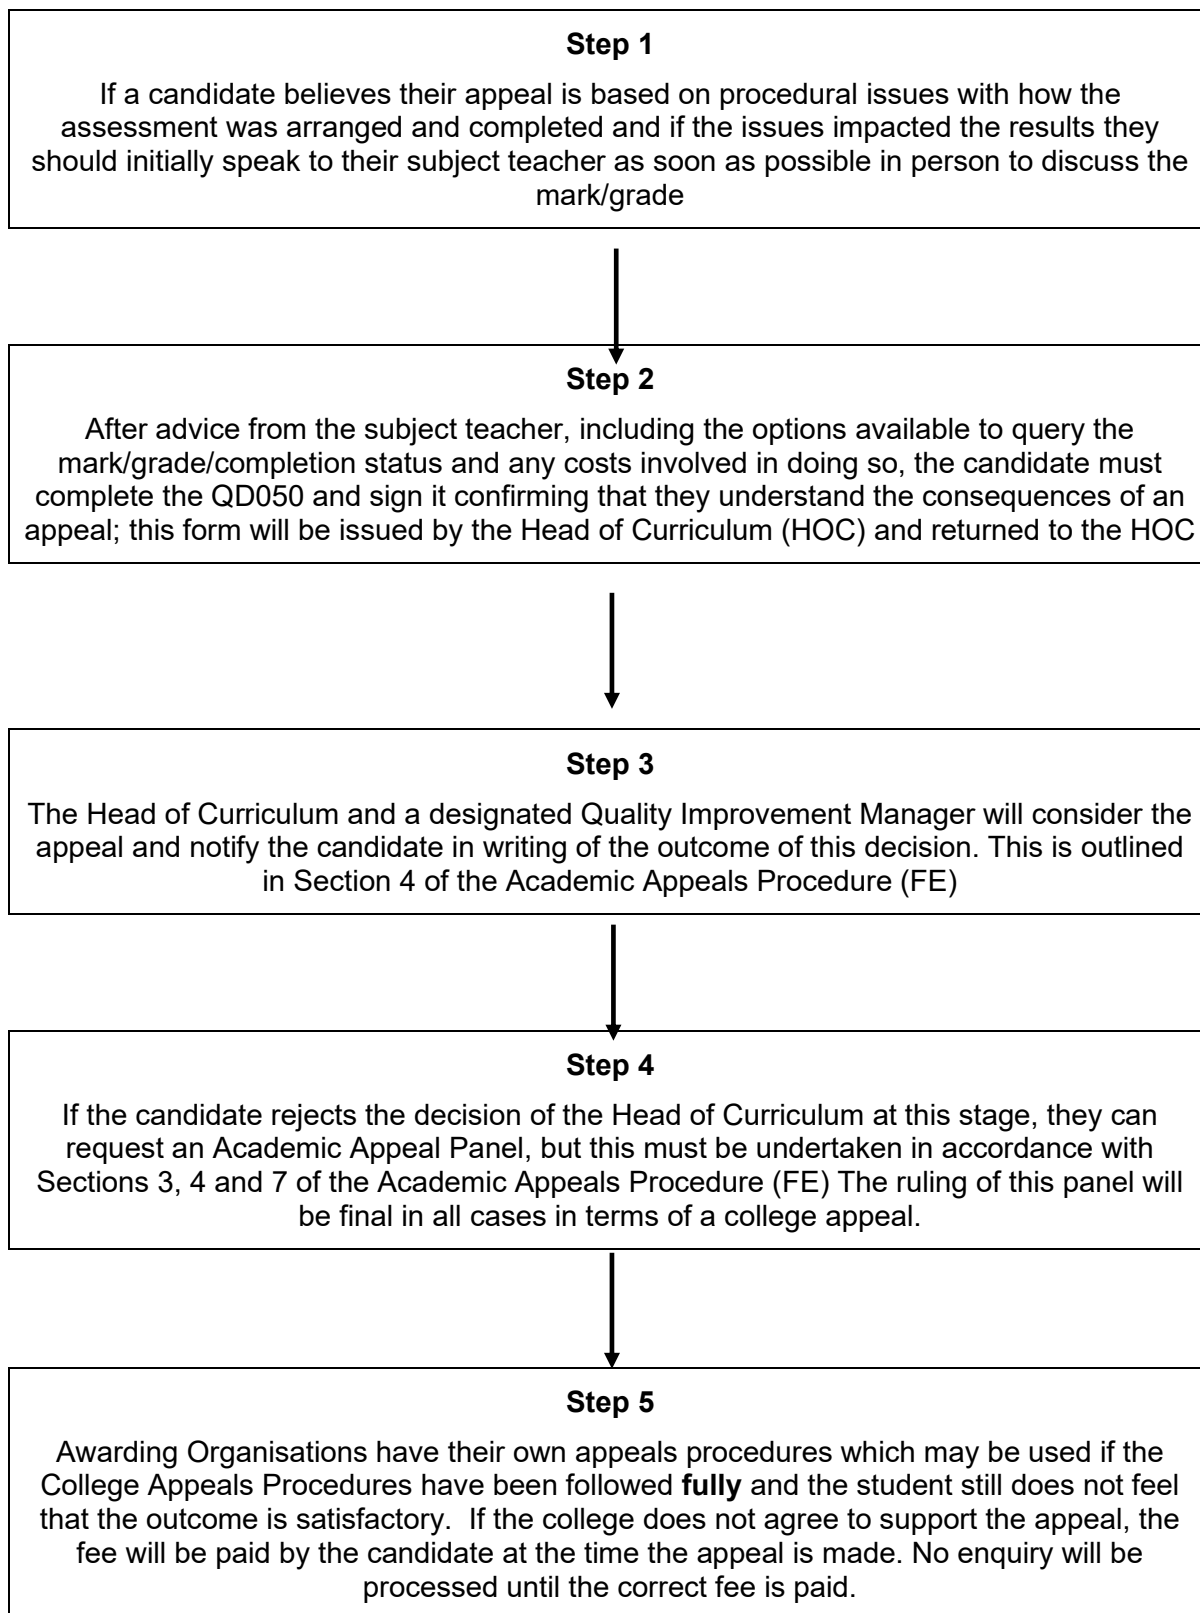 Step 1
If a candidate believes their appeal is based on procedural issues with how the
assessment was arranged and completed and if the issues impacted the results they
should initially speak to their subject teacher as soon as possible in person to discuss the
mark/grade
Step 2
After advice from the subject teacher, including the options available to query the
mark/grade/completion status and any costs involved in doing so, the candidate must
complete the QD050 and sign it confirming that they understand the consequences of an
appeal; this form will be issued by the Head of Curriculum (HOC) and returned to the HOC
Step 3
The Head of Curriculum and a designated Quality Improvement Manager will consider the
appeal and notify the candidate in writing of the outcome of this decision. This is outlined
in Section 4 of the Academic Appeals Procedure (FE)
Step 4
If the candidate rejects the decision of the Head of Curriculum at this stage, they can
request an Academic Appeal Panel, but this must be undertaken in accordance with
Sections 3, 4 and 7 of the Academic Appeals Procedure (FE) The ruling of this panel will
be final in all cases in terms of a college appeal.
Step 5
Awarding Organisations have their own appeals procedures which may be used if the
College Appeals Procedures have been followed fully and the student still does not feel
that the outcome is satisfactory.  If the college does not agree to support the appeal, the
fee will be paid by the candidate at the time the appeal is made. No enquiry will be
processed until the correct fee is paid.